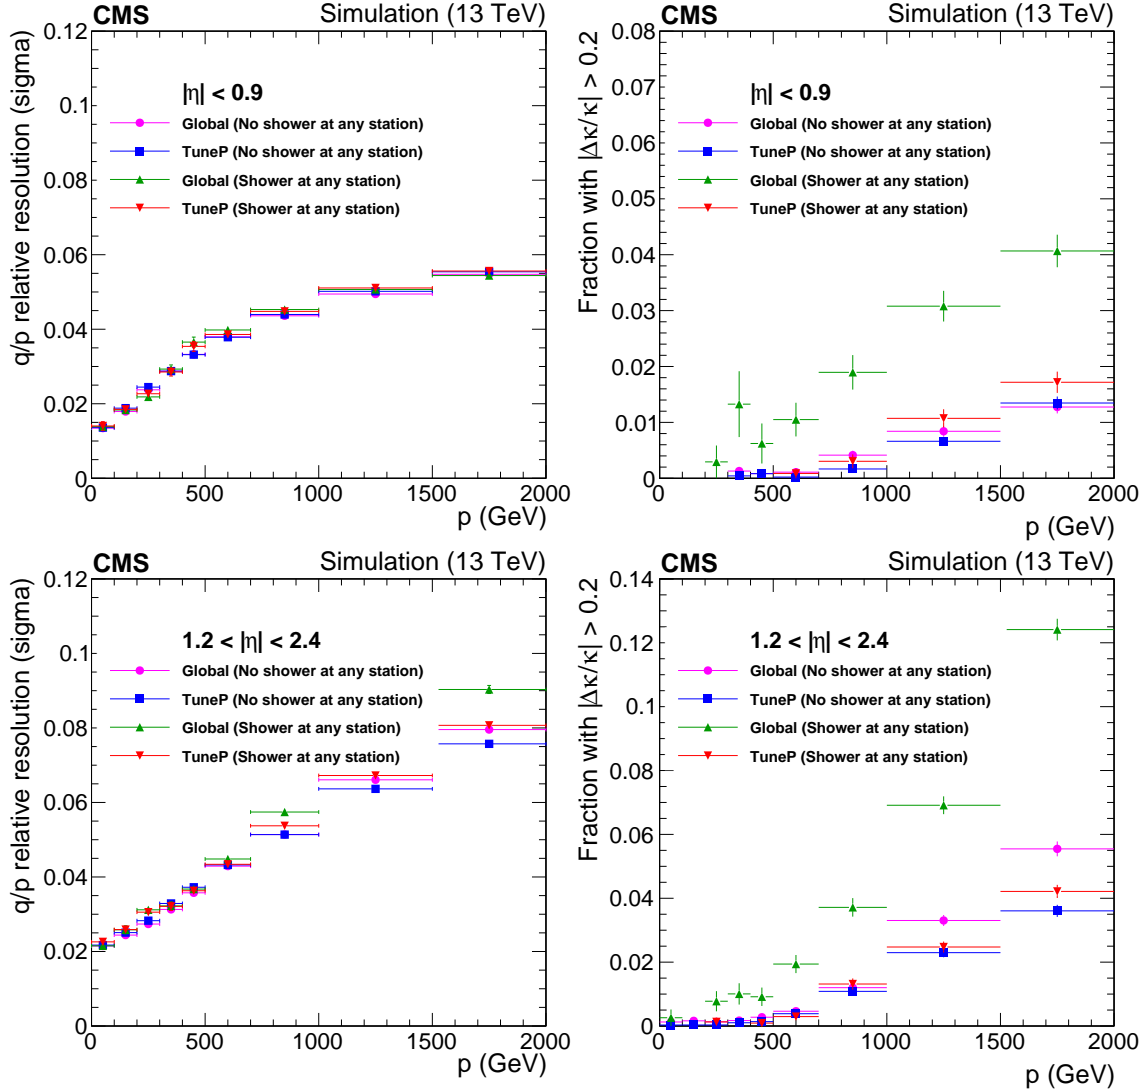 CMS Simulation (13 TeV)
q/p relative resolution (sigma)
0.12
0.1
0.08
0.06
0.04
0.02
0
|η| < 0.9
Global (No shower at any station)
TuneP (No shower at any station)
Global (Shower at any station)
TuneP (Shower at any station)
0 500 1000 1500 2000
p (GeV)
CMS Simulation (13 TeV)
Fraction with |Δκ/κ| > 0.2
0.08
0.07
0.06
0.05
0.04
0.03
0.02
0.01
0
|η| < 0.9
Global (No shower at any station)
TuneP (No shower at any station)
Global (Shower at any station)
TuneP (Shower at any station)
0 500 1000 1500 2000
p (GeV)
CMS Simulation (13 TeV)
q/p relative resolution (sigma)
0.12
0.1
0.08
0.06
0.04
0.02
0
1.2 < |η| < 2.4
Global (No shower at any station)
TuneP (No shower at any station)
Global (Shower at any station)
TuneP (Shower at any station)
0 500 1000 1500 2000
p (GeV)
CMS Simulation (13 TeV)
Fraction with |Δκ/κ| > 0.2
0.14
0.12
0.1
0.08
0.06
0.04
0.02
0
1.2 < |η| < 2.4
Global (No shower at any station)
TuneP (No shower at any station)
Global (Shower at any station)
TuneP (Shower at any station)
0 500 1000 1500 2000
p (GeV)